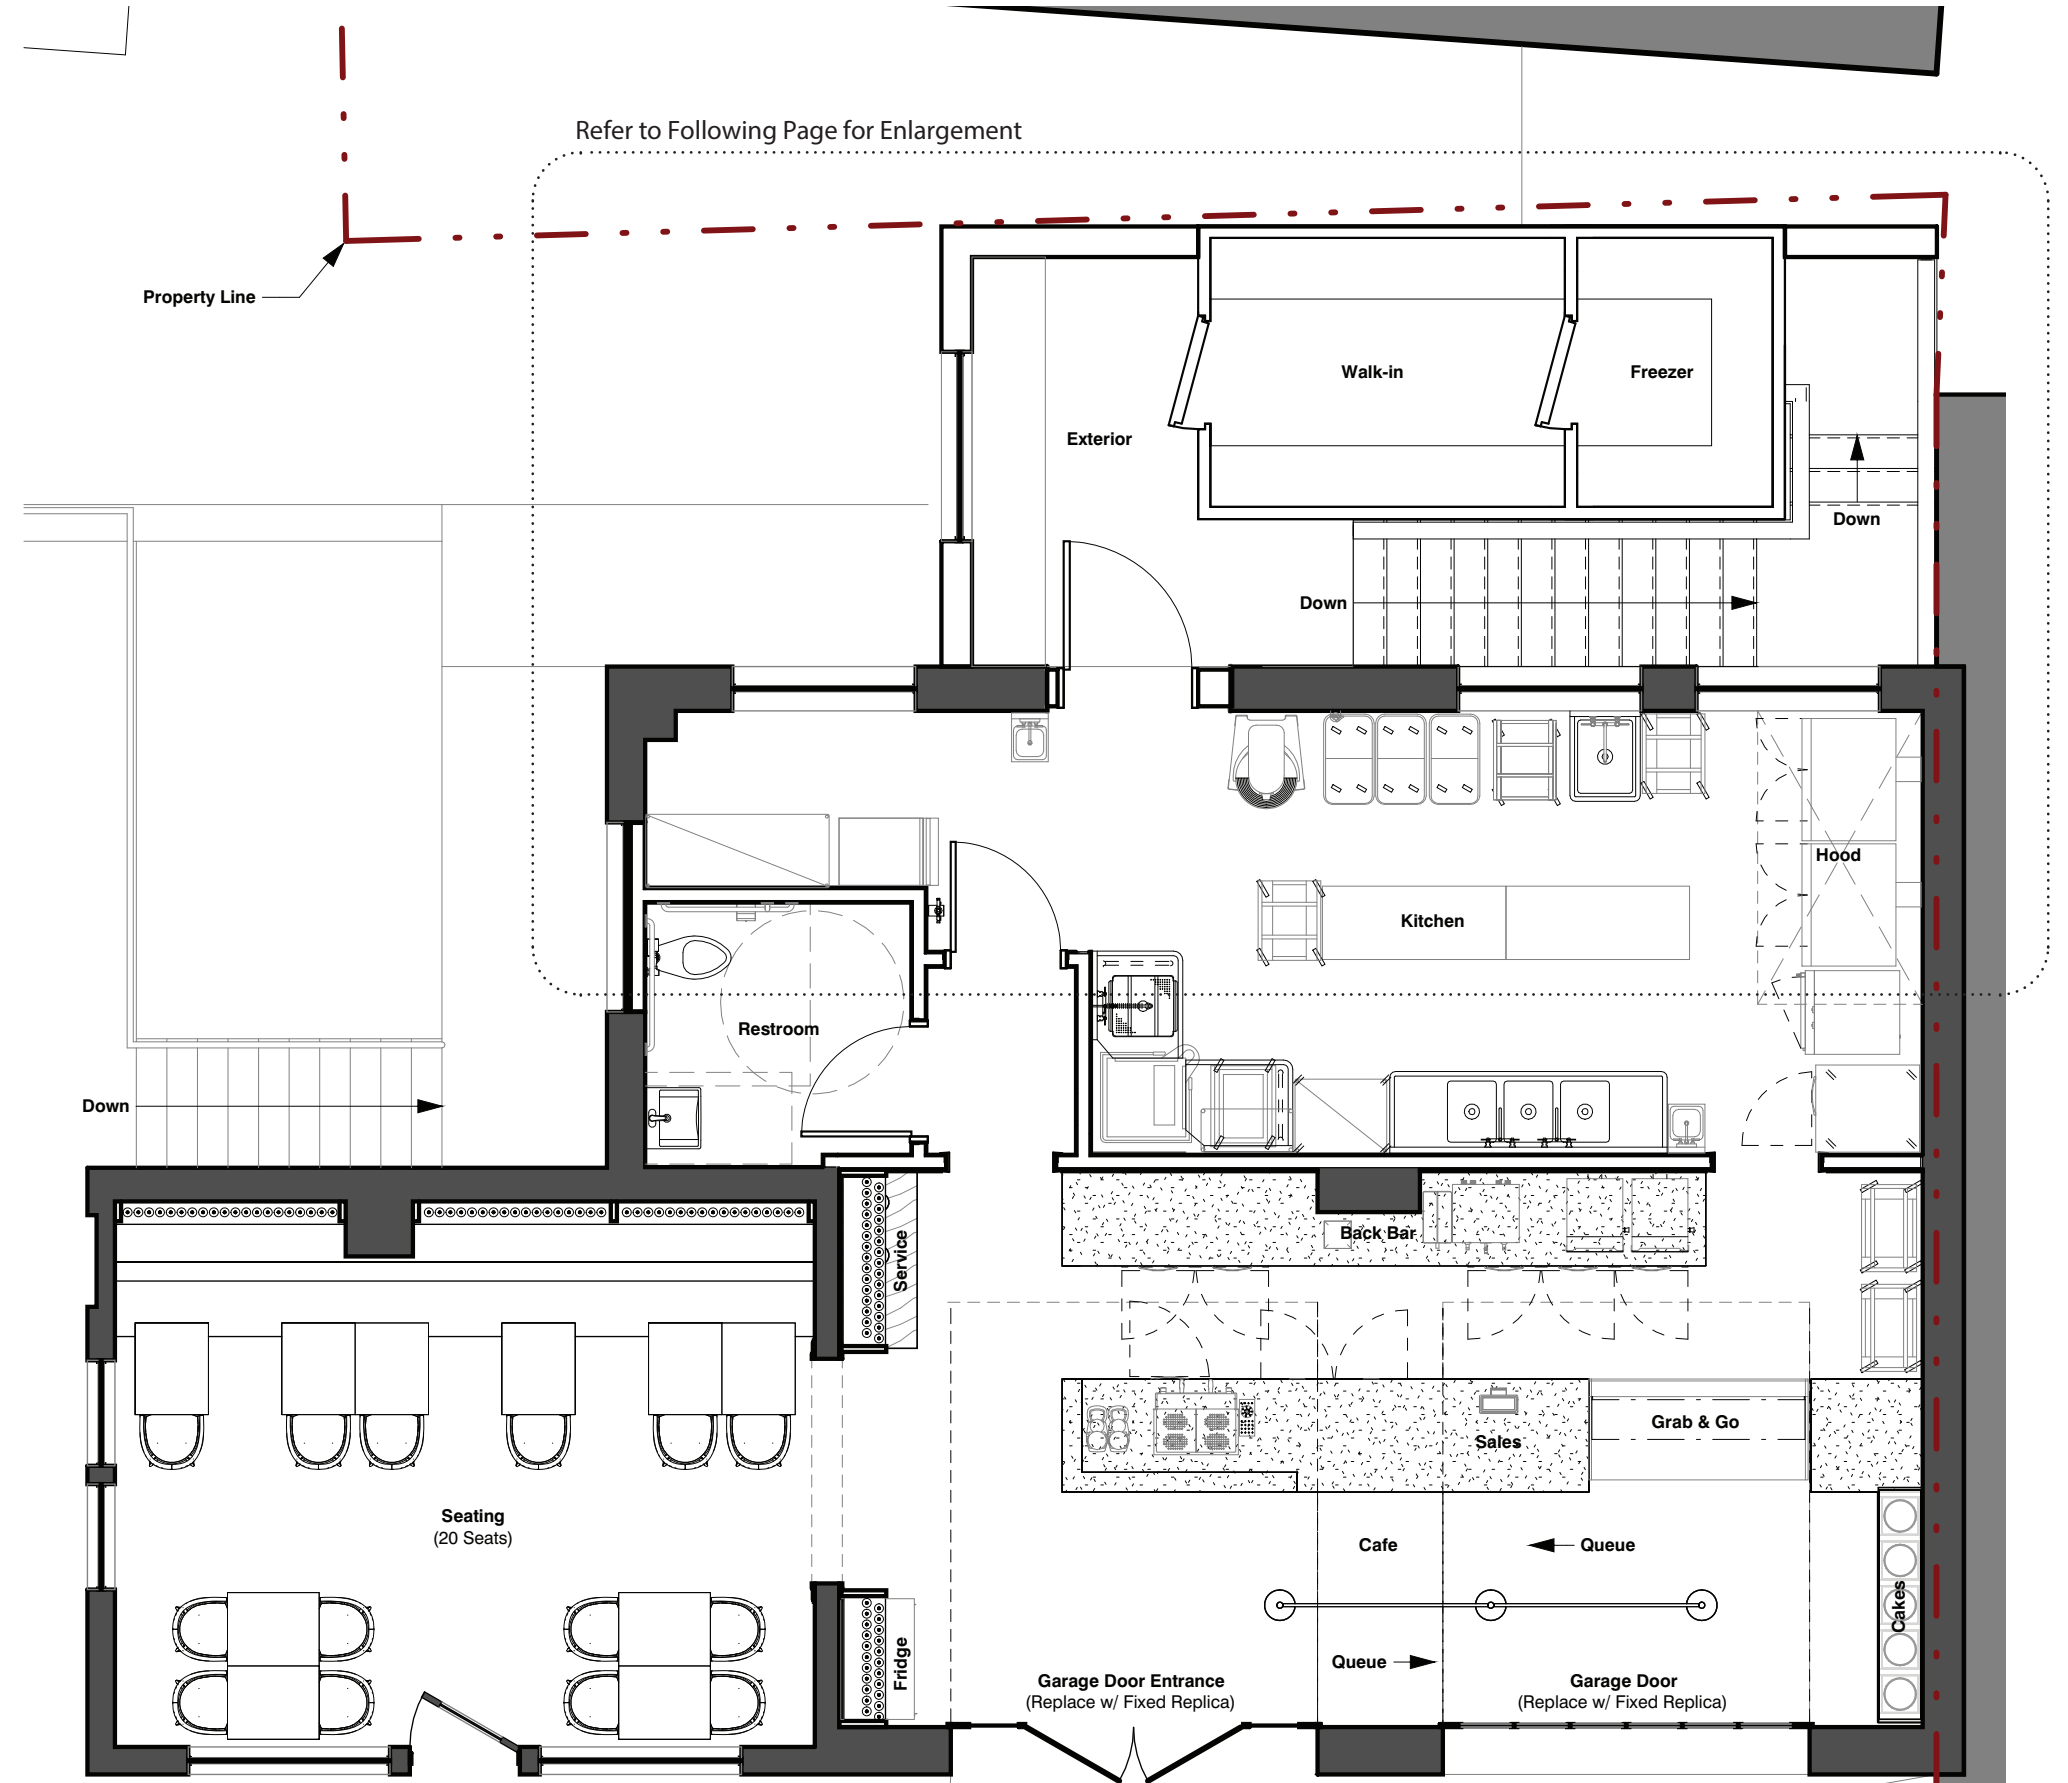 Refer to Following Page for Enlargement
Property Line
Walk-in
Freezer
Exterior
Down
Down
Hood
Kitchen
Restroom
Down
Service
Back Bar
Grab & Go
Sales
Seating
(20 Seats)
Cafe
Queue
Cakes
Fridge
Queue
Garage Door Entrance
(Replace w/ Fixed Replica)
Garage Door
(Replace w/ Fixed Replica)